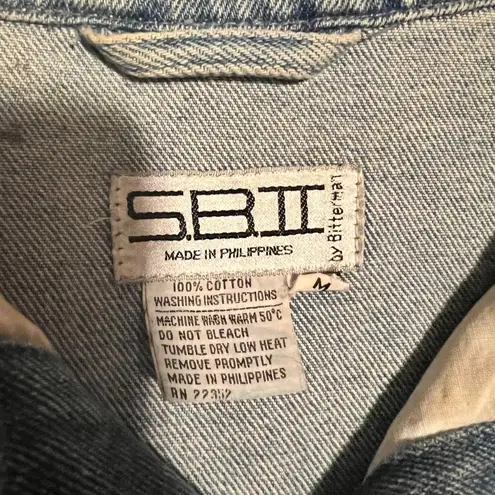 S.B.II
by Bitterman
MADE IN PHILIPPINES
M
100% COTTON
WASHING INSTRUCTIONS
MACHINE WASH WARM 50°C
DO NOT BLEACH
TUMBLE DRY LOW HEAT
REMOVE PROMPTLY
MADE IN PHILIPPINES
RN